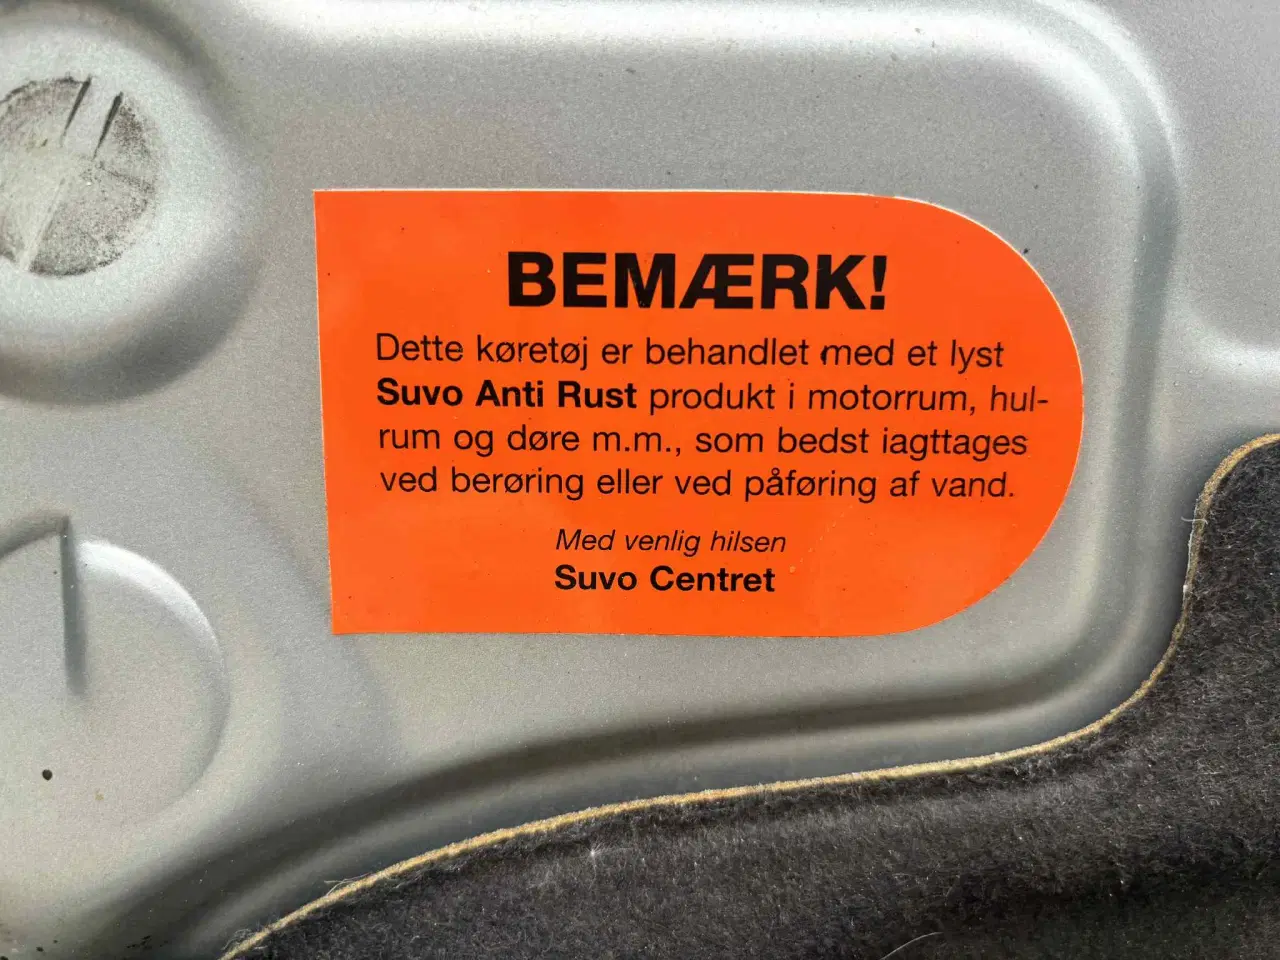 BEMÆRK!
Dette køretøj er behandlet med et lyst
Suvo Anti Rust produkt i motorrum, hul-
rum og døre m.m., som bedst iagttages
ved berøring eller ved påføring af vand.
Med venlig hilsen
Suvo Centret